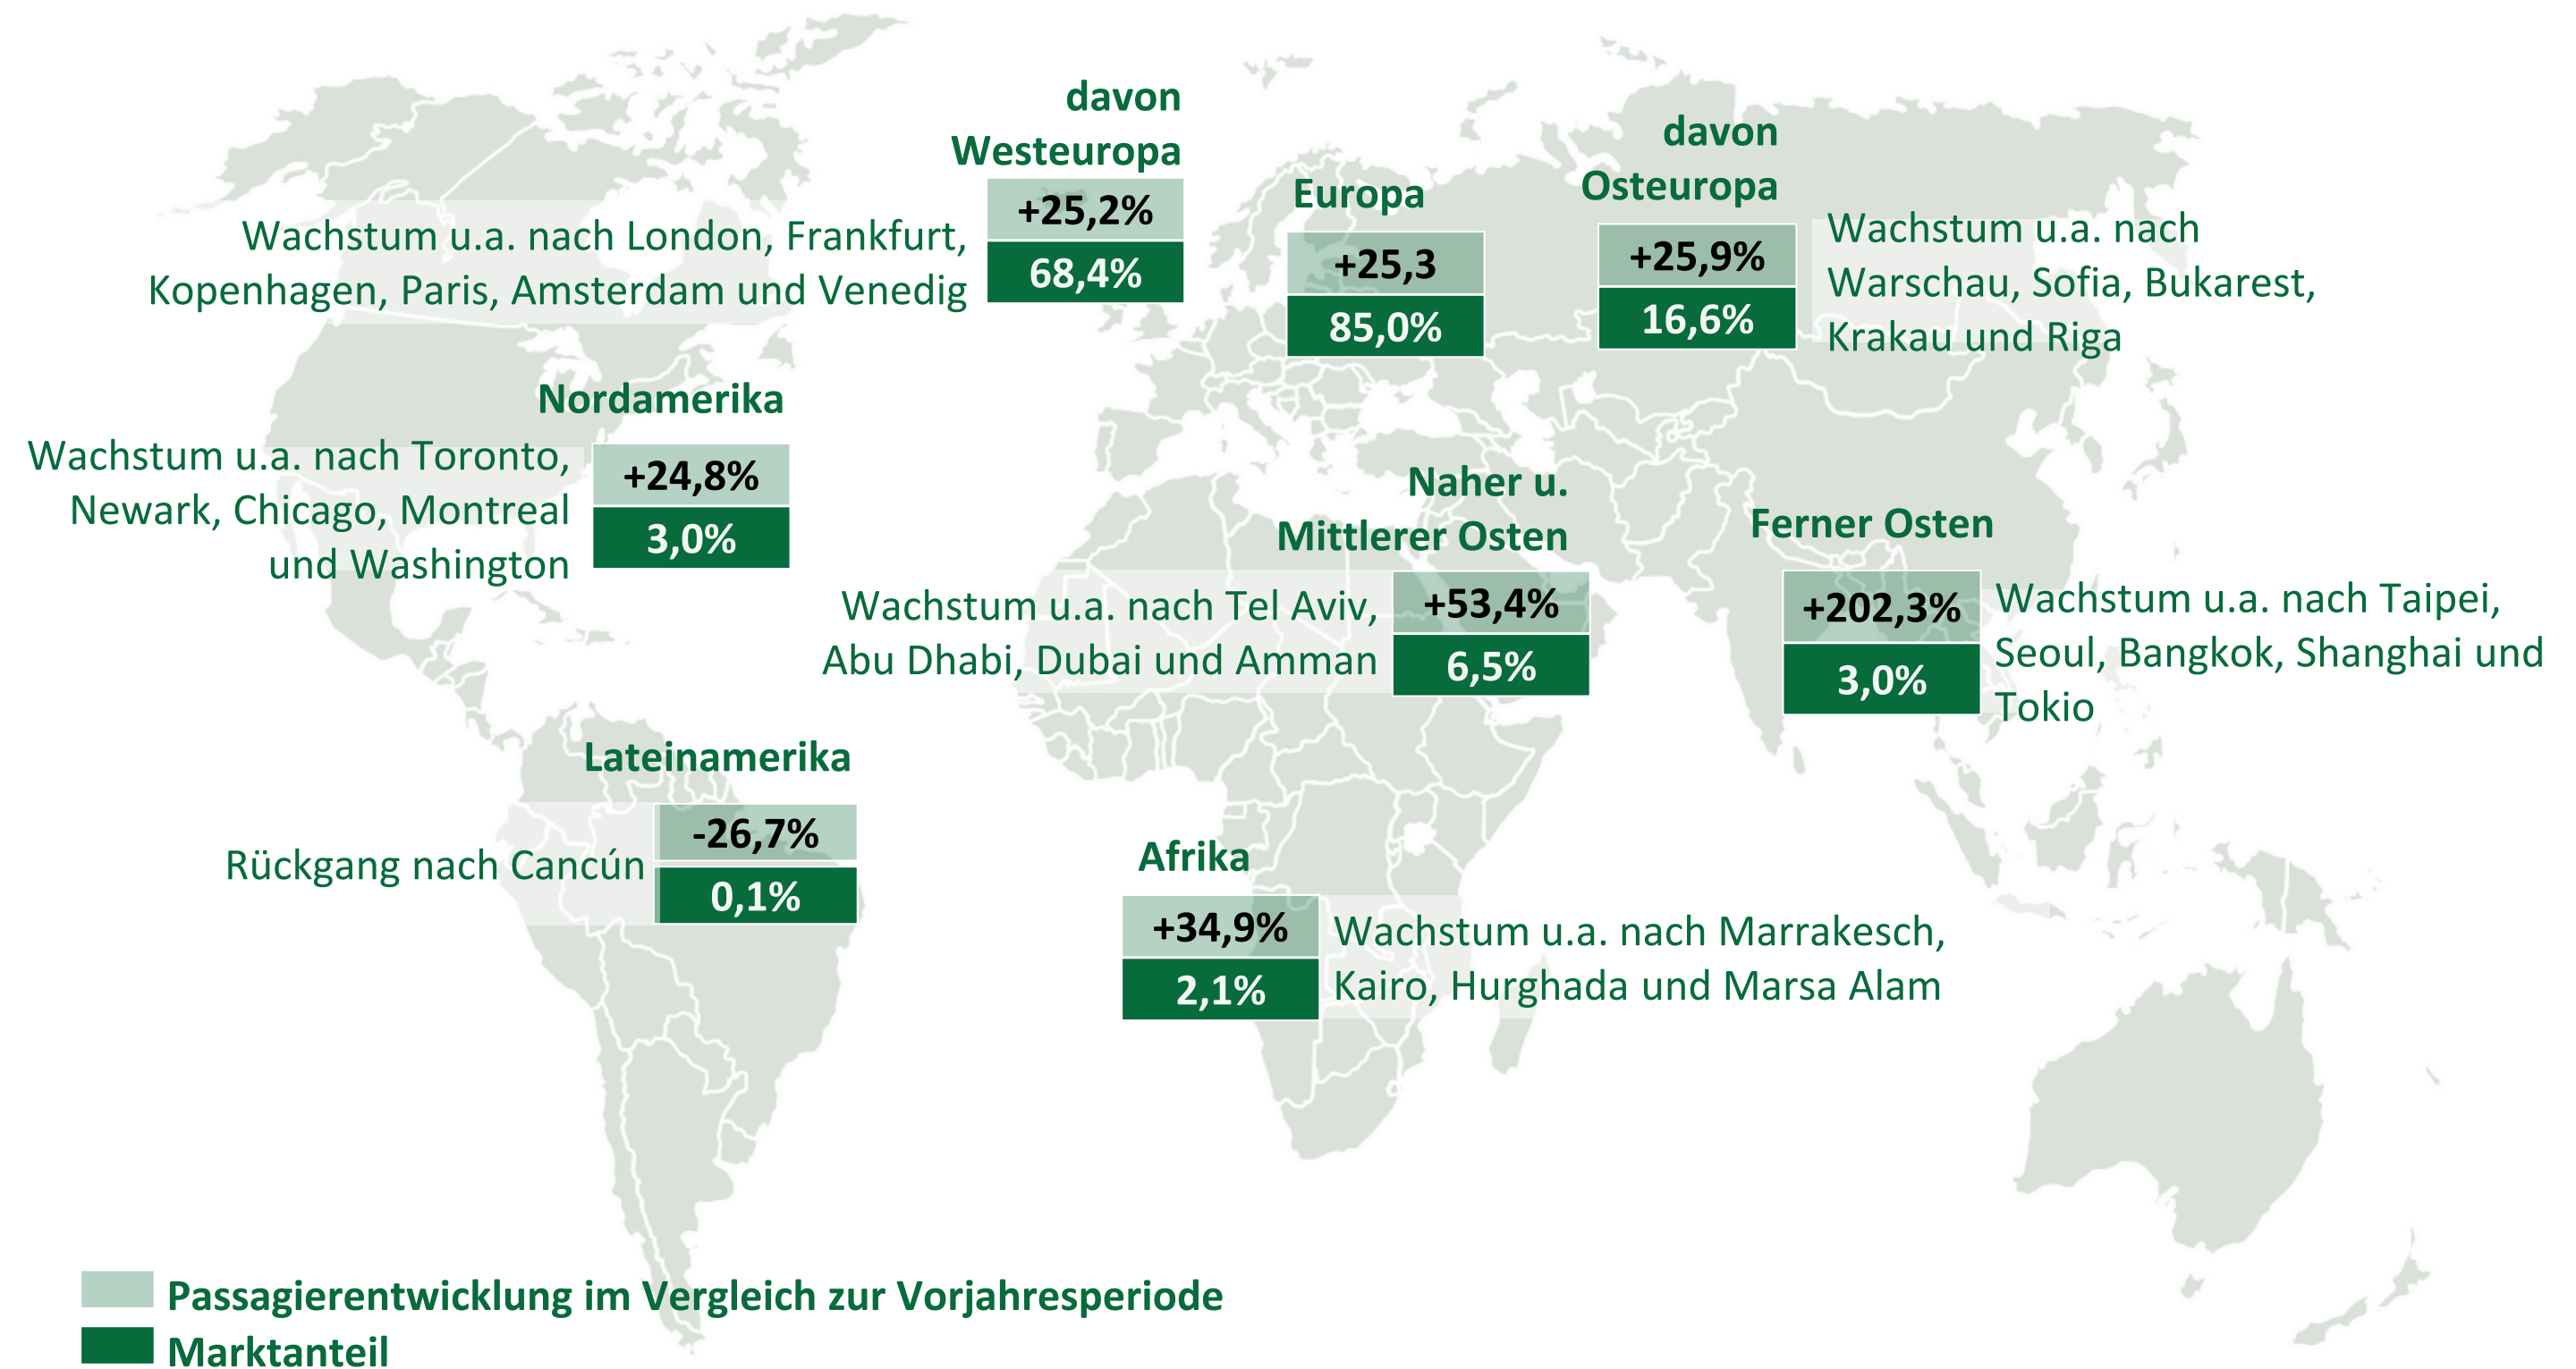 davon
Westeuropa
+25,2%
68,4%
Wachstum u.a. nach London, Frankfurt,
Kopenhagen, Paris, Amsterdam und Venedig
Europa
+25,3
85,0%
davon
Osteuropa
+25,9%
16,6%
Wachstum u.a. nach
Warschau, Sofia, Bukarest,
Krakau und Riga
Nordamerika
+24,8%
3,0%
Wachstum u.a. nach Toronto,
Newark, Chicago, Montreal
und Washington
Naher u.
Mittlerer Osten
+53,4%
6,5%
Wachstum u.a. nach Tel Aviv,
Abu Dhabi, Dubai und Amman
Ferner Osten
+202,3%
3,0%
Wachstum u.a. nach Taipei,
Seoul, Bangkok, Shanghai und
Tokio
Lateinamerika
-26,7%
0,1%
Rückgang nach Cancún
Afrika
+34,9%
2,1%
Wachstum u.a. nach Marrakesch,
Kairo, Hurghada und Marsa Alam
Passagierentwicklung im Vergleich zur Vorjahresperiode
Marktanteil